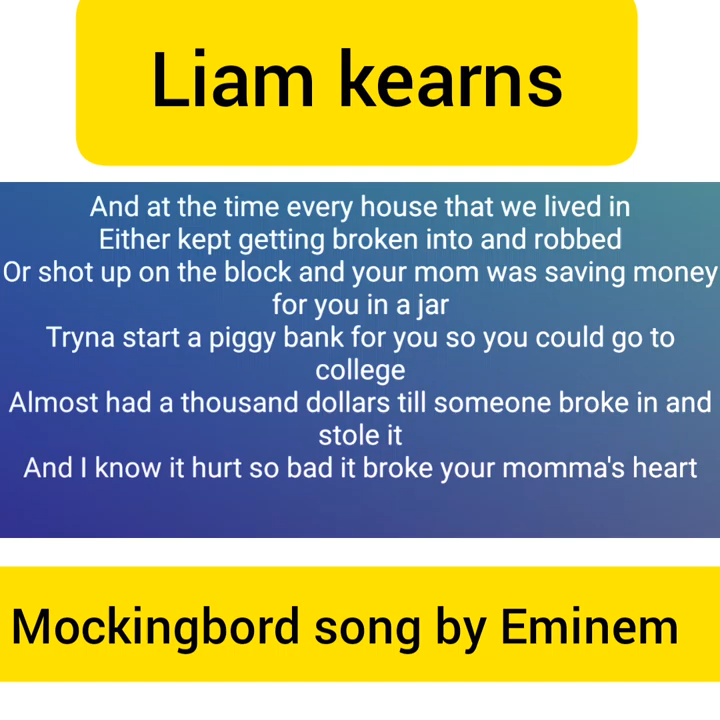 Liam kearns
And at the time every house that we lived in
Either kept getting broken into and robbed
Or shot up on the block and your mom was saving money
for you in a jar
Tryna start a piggy bank for you so you could go to
college
Almost had a thousand dollars till someone broke in and
stole it
And I know it hurt so bad it broke your momma's heart
Mockingbord song by Eminem